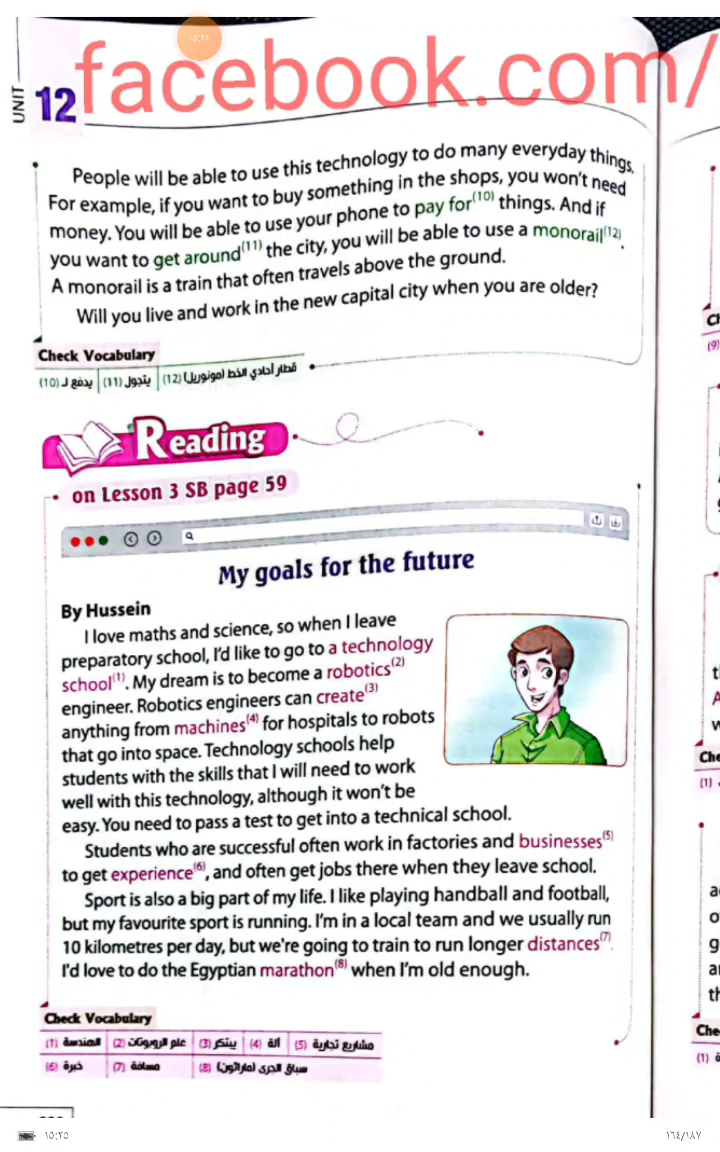 ١٥:٢٨
facebook.com/
UNIT 12
People will be able to use this technology to do many everyday things.
For example, if you want to buy something in the shops, you won't need
money. You will be able to use your phone to pay for(10) things. And if
you want to get around(11) the city, you will be able to use a monorail(12).
A monorail is a train that often travels above the ground.
Will you live and work in the new capital city when you are older?
Check Vocabulary
(10) يدفع لـ (11) يتجول (12) قطار أحادي الخط (مونوريل)
Reading
on Lesson 3 SB page 59
My goals for the future
By Hussein
I love maths and science, so when I leave
preparatory school, I'd like to go to a technology
school(1). My dream is to become a robotics(2)
engineer. Robotics engineers can create(3)
anything from machines(4) for hospitals to robots
that go into space. Technology schools help
students with the skills that I will need to work
well with this technology, although it won't be
easy. You need to pass a test to get into a technical school.
Students who are successful often work in factories and businesses(5)
to get experience(6), and often get jobs there when they leave school.
Sport is also a big part of my life. I like playing handball and football,
but my favourite sport is running. I'm in a local team and we usually run
10 kilometres per day, but we're going to train to run longer distances(7).
I'd love to do the Egyptian marathon(8) when I'm old enough.
Check Vocabulary
(1) الهندسة (2) علم الروبوتات (3) يبتكر (4) آلة (5) مشاريع تجارية
(6) خبرة (7) مسافة (8) سباق الجري (ماراثون)
١٥:٢٥
١٦٤/١٨٧